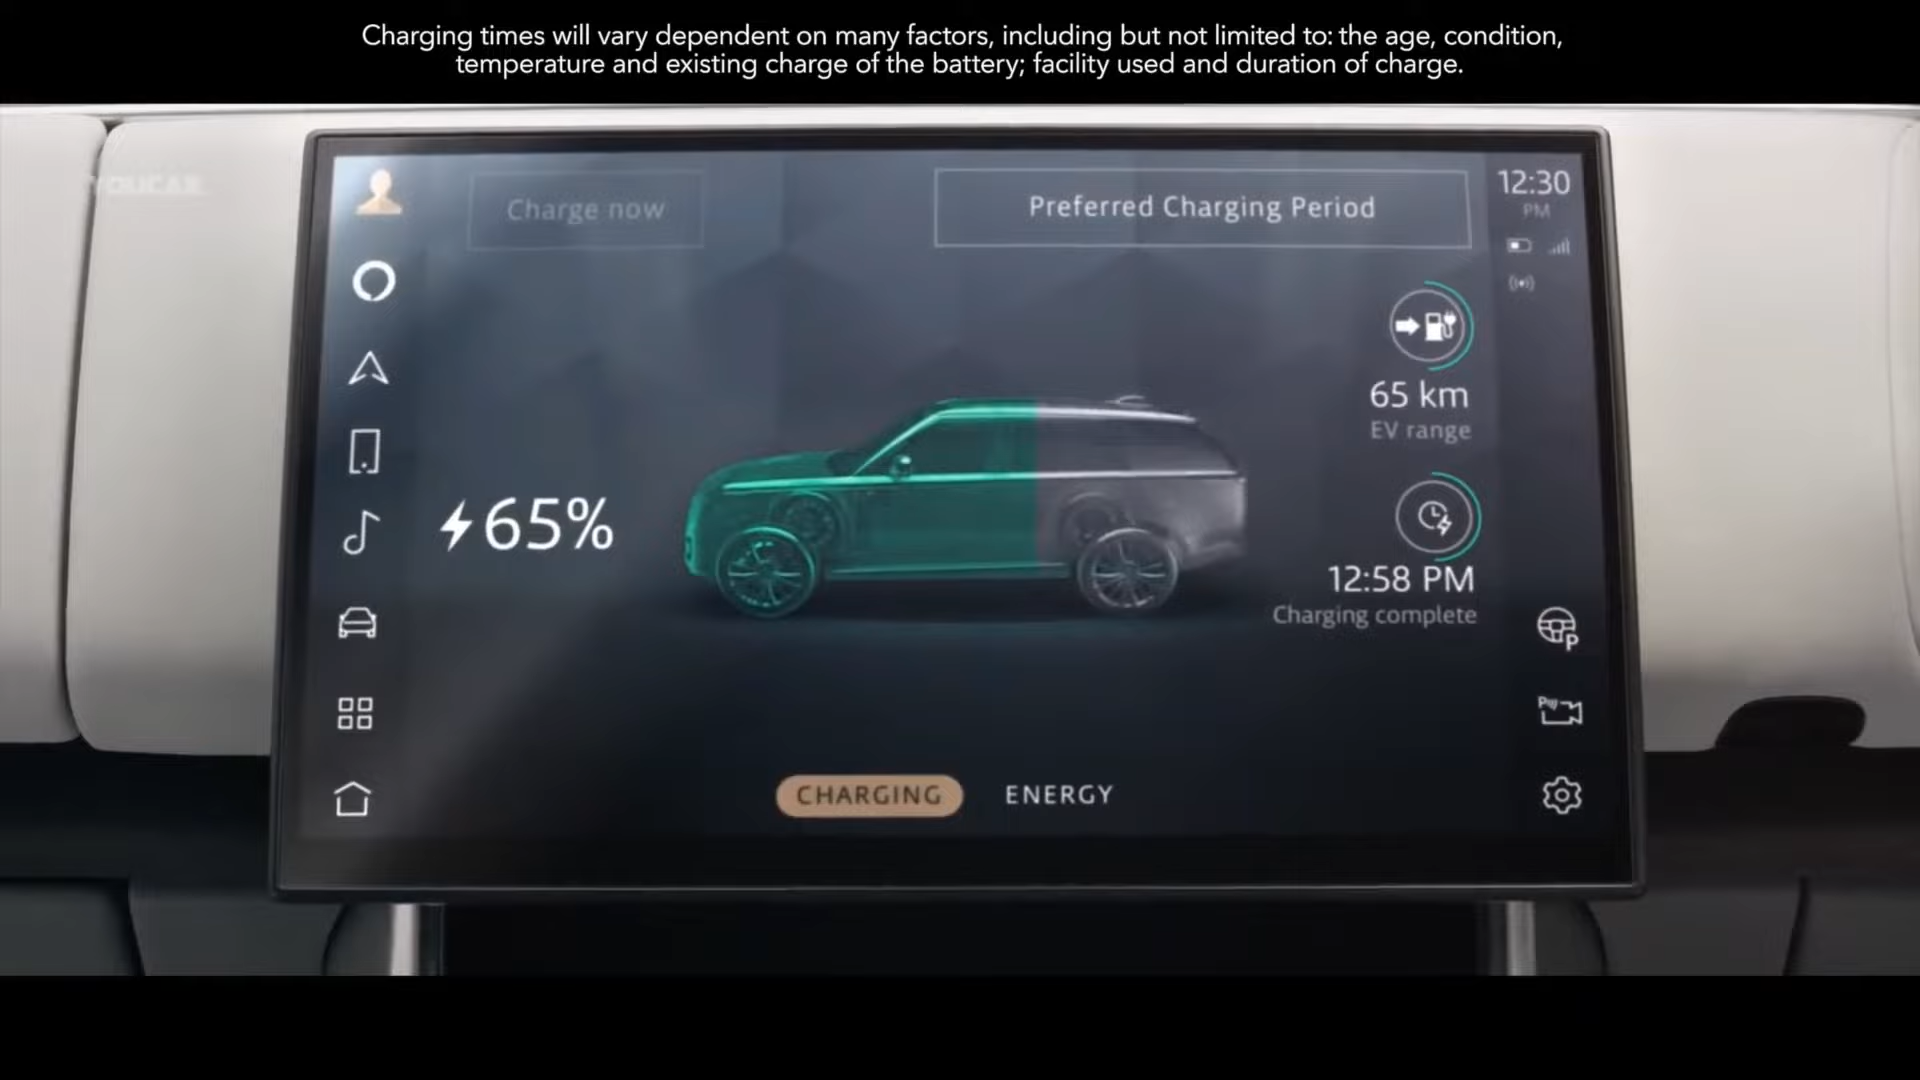 Charging times will vary dependent on many factors, including but not limited to: the age, condition,
temperature and existing charge of the battery; facility used and duration of charge.
YOUCAR
Charge now
Preferred Charging Period
12:30
PM
65 km
EV range
65%
12:58 PM
Charging complete
P
P
CHARGING
ENERGY